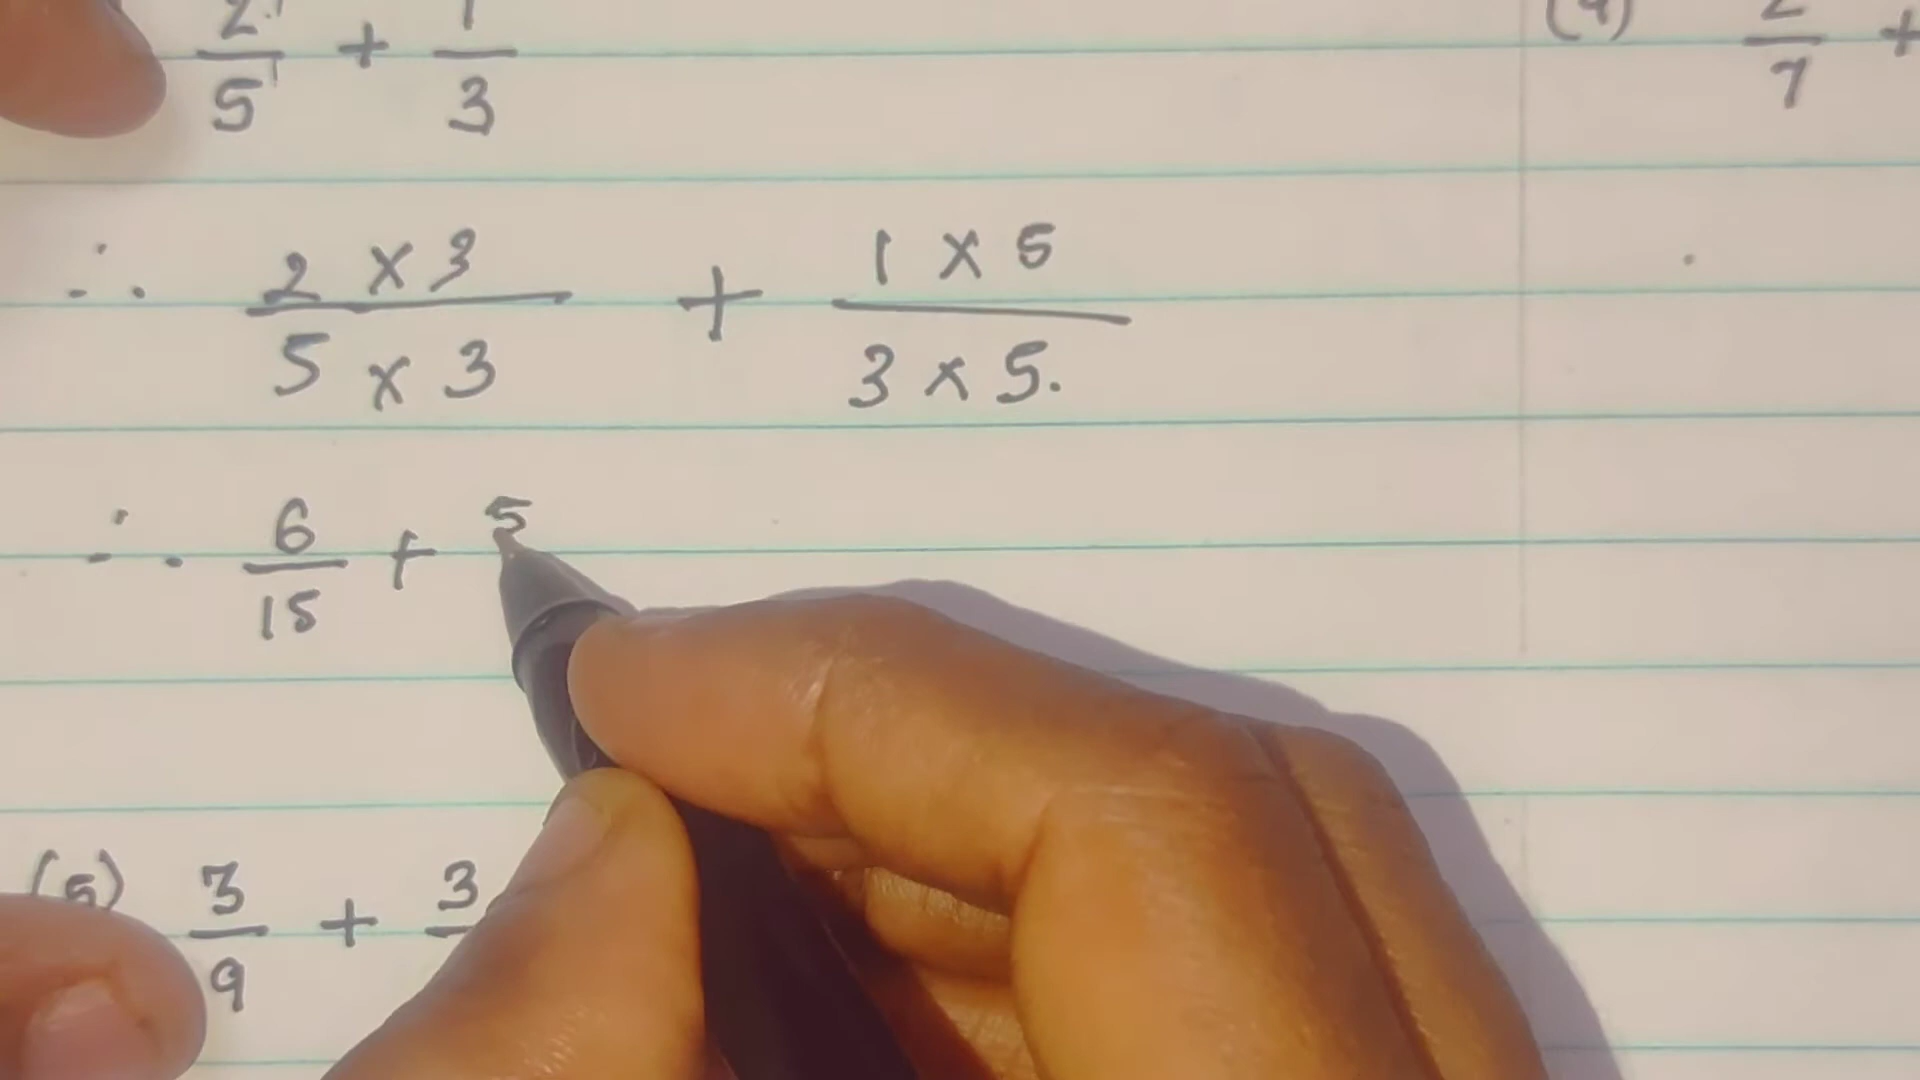 2/5 + 1/3
(4) 2/7 +
∴ 2 × 3 / 5 × 3 + 1 × 5 / 3 × 5.
∴ 6/15 + 5
(5) 3/9 + 3